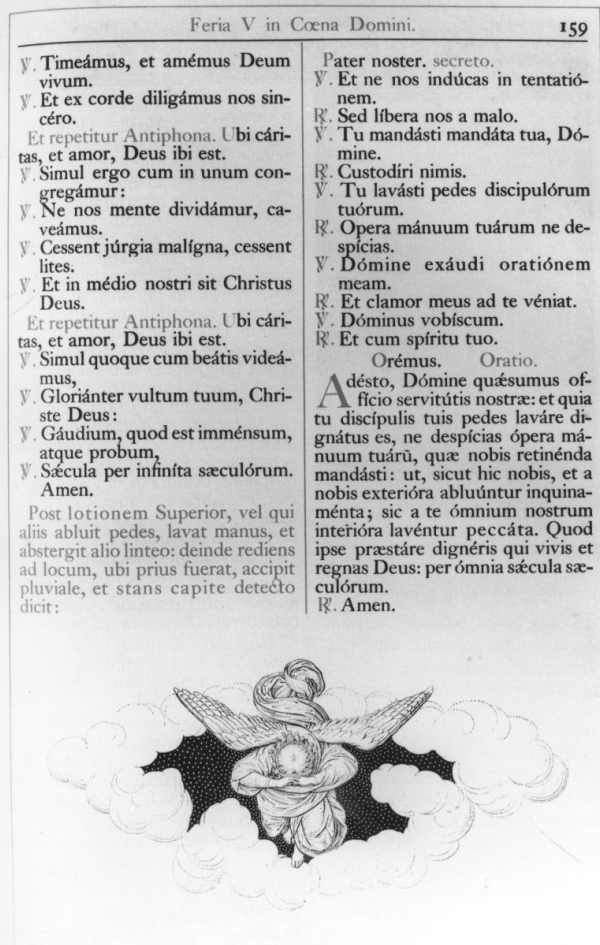 Feria V in Cœna Domini.
159
℣. Timeámus, et amémus Deum
vivum.
℣. Et ex corde diligámus nos sin-
céro.
Et repetitur Antiphona. Ubi cári-
tas, et amor, Deus ibi est.
℣. Simul ergo cum in unum con-
gregámur:
℣. Ne nos mente dividámur, ca-
veámus.
℣. Cessent júrgia malígna, cessent
lites.
℣. Et in médio nostri sit Christus
Deus.
Et repetitur Antiphona. Ubi cári-
tas, et amor, Deus ibi est.
℣. Simul quoque cum beátis videá-
mus,
℣. Gloriánter vultum tuum, Chri-
ste Deus:
℣. Gáudium, quod est imménsum,
atque probum,
℣. Sǽcula per infiníta sæculórum.
Amen.
Post lotionem Superior, vel qui
aliis abluit pedes, lavat manus, et
abstergit alio linteo: deinde rediens
ad locum, ubi prius fuerat, accipit
pluviale, et stans capite detecto
dicit:
Pater noster. secreto.
℣. Et ne nos indúcas in tentatió-
nem.
℟. Sed líbera nos a malo.
℣. Tu mandásti mandáta tua, Dó-
mine.
℟. Custodíri nimis.
℣. Tu lavásti pedes discipulórum
tuórum.
℟. Opera mánuum tuárum ne de-
spícias.
℣. Dómine exáudi oratiónem
meam.
℟. Et clamor meus ad te véniat.
℣. Dóminus vobíscum.
℟. Et cum spíritu tuo.
Orémus. Oratio.
Adésto, Dómine quǽsumus of-
fício servitútis nostræ: et quia
tu discípulis tuis pedes laváre di-
gnátus es, ne despícias ópera má-
nuum tuárū, quæ nobis retinénda
mandásti: ut, sicut hic nobis, et a
nobis exterióra abluúntur inquina-
ménta; sic a te ómnium nostrum
interióra lavéntur peccáta. Quod
ipse præstáre dignéris qui vivis et
regnas Deus: per ómnia sǽcula sæ-
culórum.
℟. Amen.